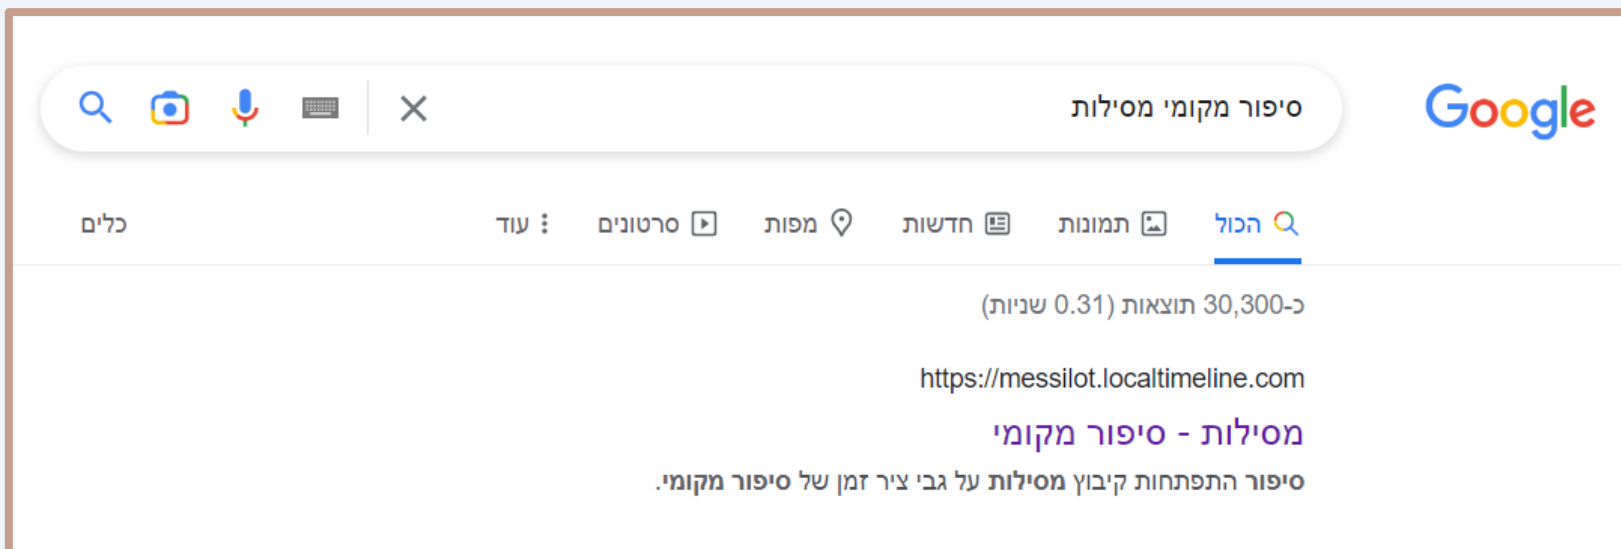 Google
סיפור מקומי מסילות
הכול תמונות חדשות מפות סרטונים עוד כלים
כ-30,300 תוצאות (0.31 שניות)
https://messilot.localtimeline.com
מסילות - סיפור מקומי
סיפור התפתחות קיבוץ מסילות על גבי ציר זמן של סיפור מקומי.